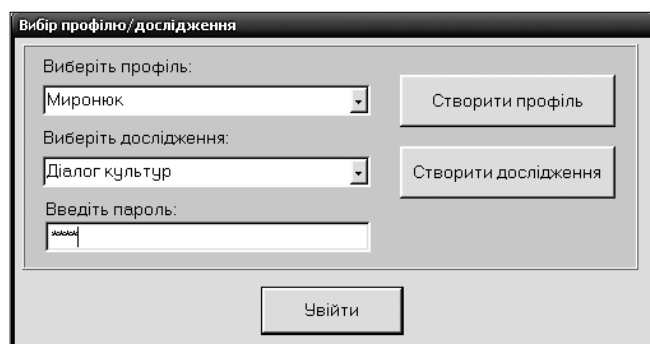 Вибір профілю/дослідження
Виберіть профіль:
Миронюк
Створити профіль
Виберіть дослідження:
Діалог культур
Створити дослідження
Введіть пароль:
****
Увійти